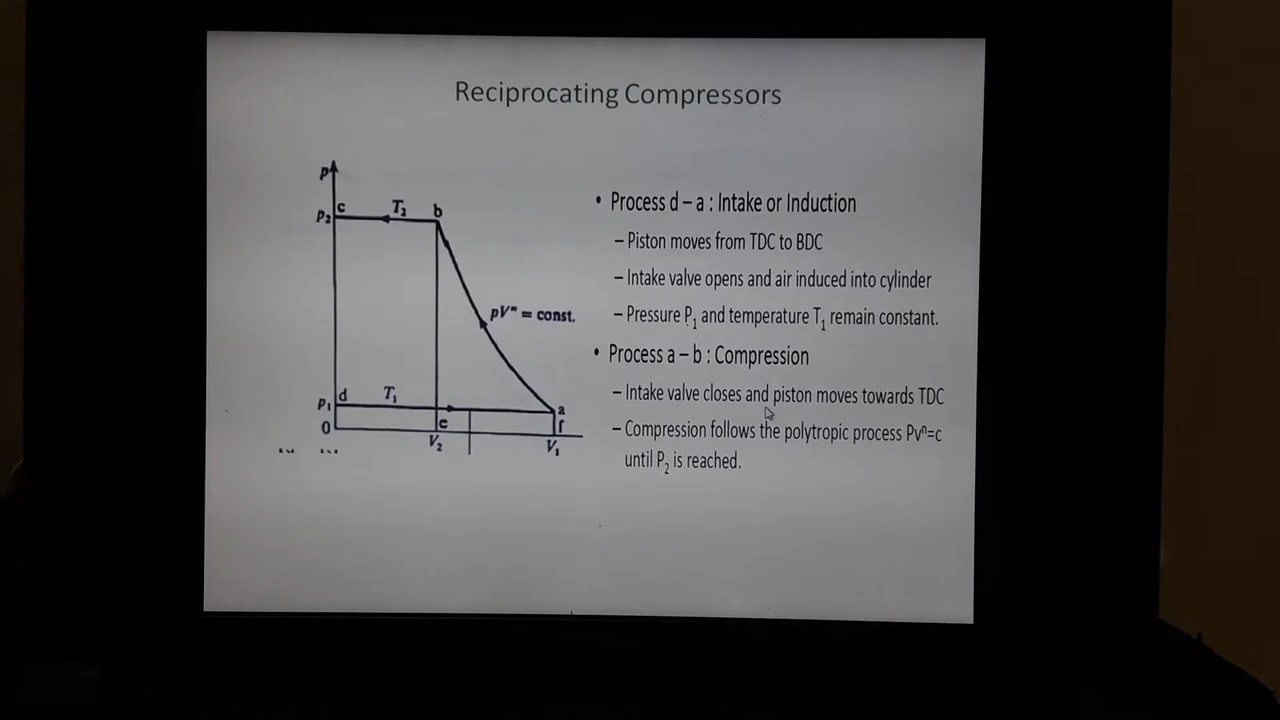 Reciprocating Compressors
p
p₂ c T₂ b
pVⁿ = const.
p₁ d T₁ a
0 e f
V₂ V₁
• Process d – a : Intake or Induction
– Piston moves from TDC to BDC
– Intake valve opens and air induced into cylinder
– Pressure P₁ and temperature T₁ remain constant.
• Process a – b : Compression
– Intake valve closes and piston moves towards TDC
– Compression follows the polytropic process Pvⁿ=c
until P₂ is reached.